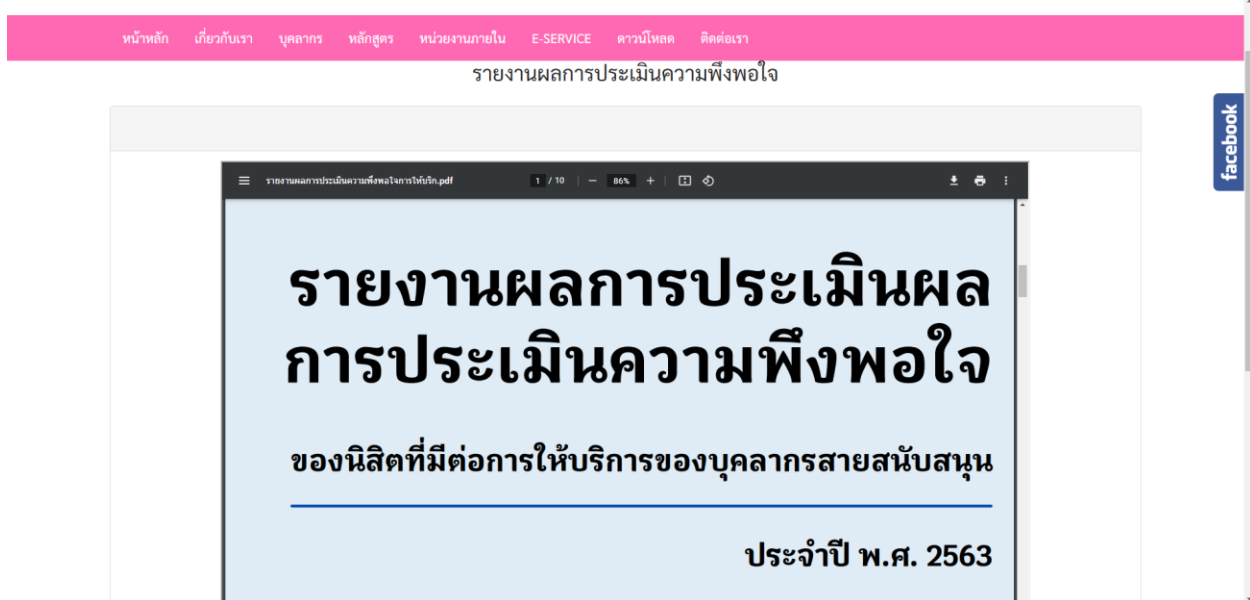 หน้าหลัก เกี่ยวกับเรา บุคลากร หลักสูตร หน่วยงานภายใน E-SERVICE ดาวน์โหลด ติดต่อเรา
รายงานผลการประเมินความพึงพอใจ
facebook
รายงานผลการประเมินความพึงพอใจการให้บริก.pdf 1 / 10 86%
รายงานผลการประเมินผล
การประเมินความพึงพอใจ
ของนิสิตที่มีต่อการให้บริการของบุคลากรสายสนับสนุน
ประจำปี พ.ศ. 2563